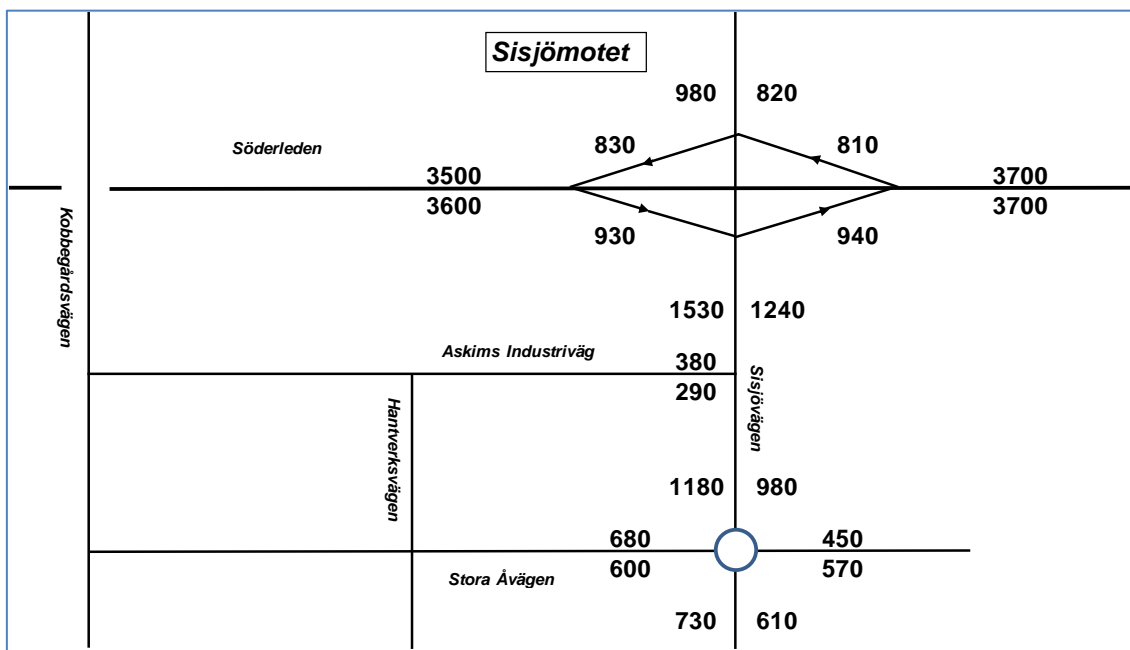 Sisjömotet
980 820
830 810
Söderleden
3500 3700
3600 3700
930 940
Kobbegårdsvägen
1530 1240
Askims Industriväg
380
290
Sisjövägen
Hantverksvägen
1180 980
680 450
600 570
Stora Åvägen
730 610